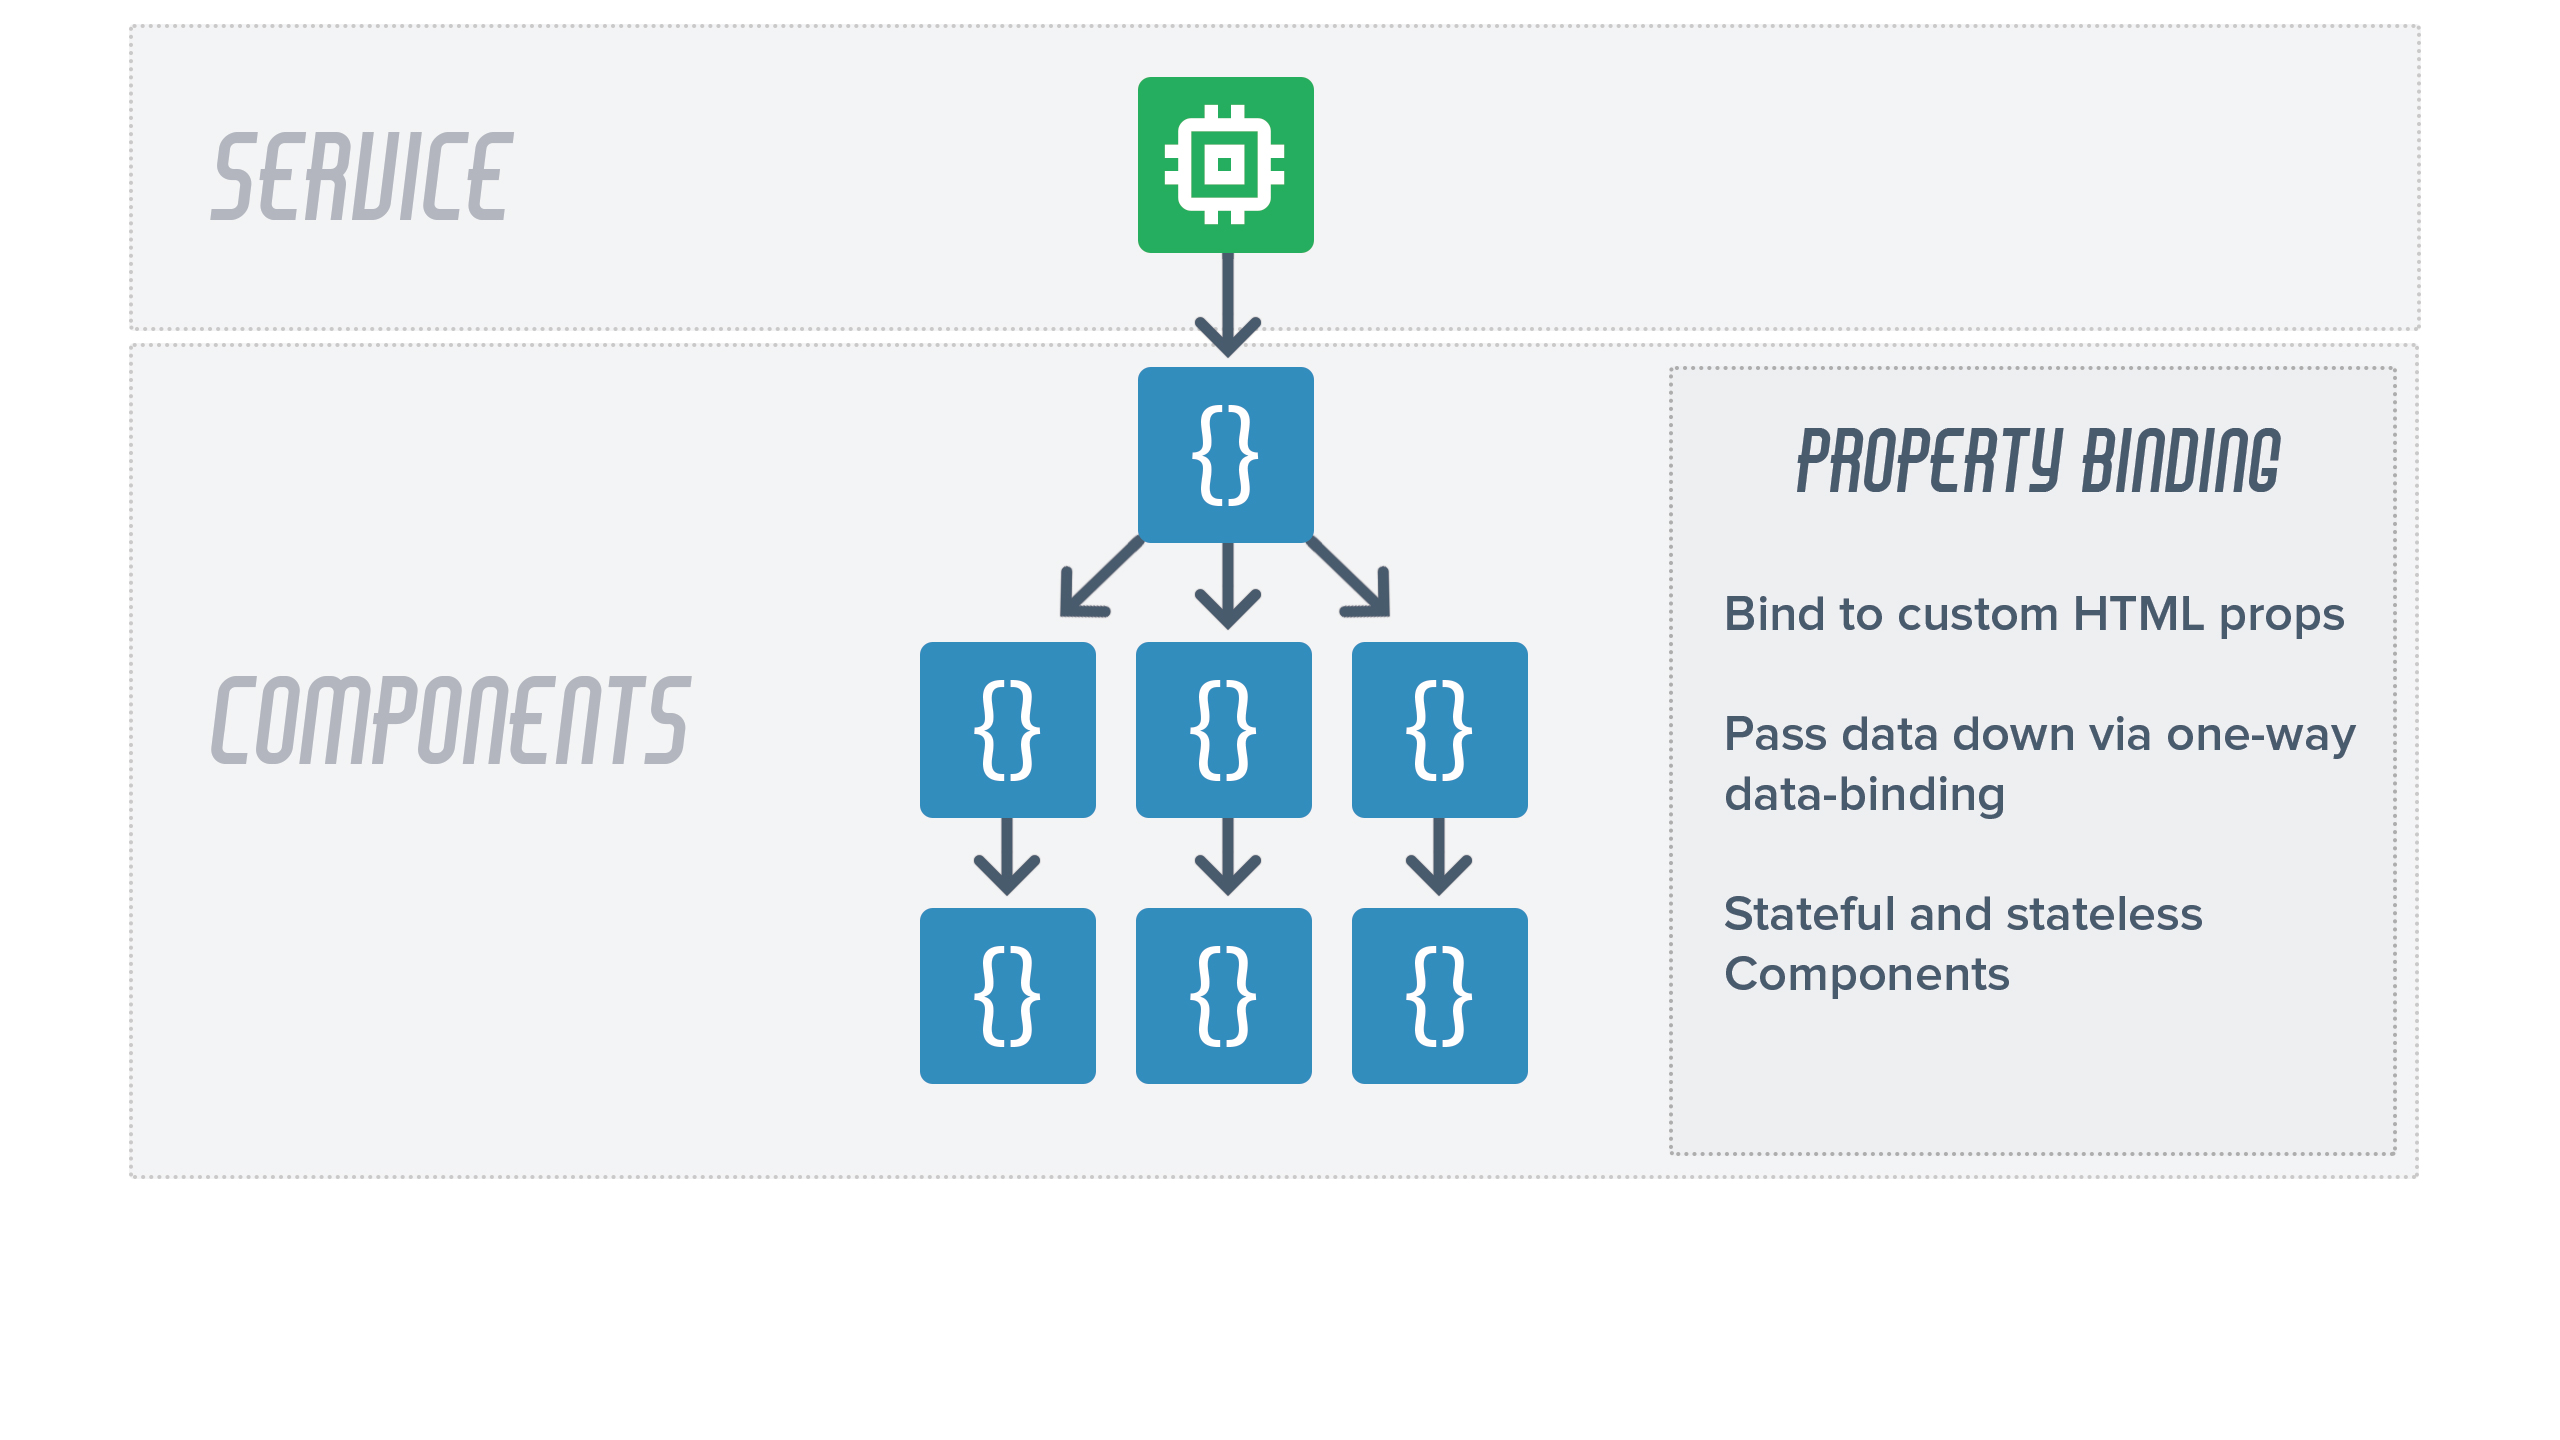 SERVICE
{}
PROPERTY BINDING
Bind to custom HTML props
{} {} {}
COMPONENTS
Pass data down via one-way
data-binding
Stateful and stateless
Components
{} {} {}